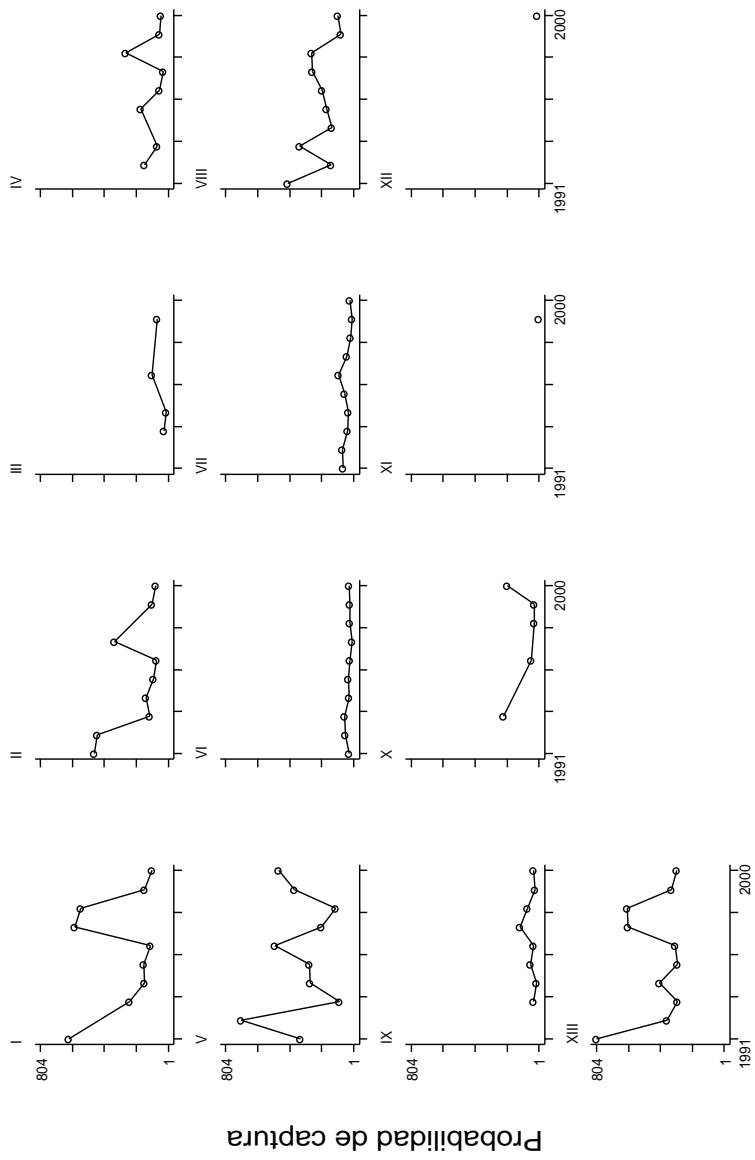 Probabilidad de captura
I
II
III
IV
804
1
V
VI
VII
VIII
804
1
IX
X
XI
XII
804
1
1991
2000
1991
2000
1991
2000
XIII
804
1
1991
2000